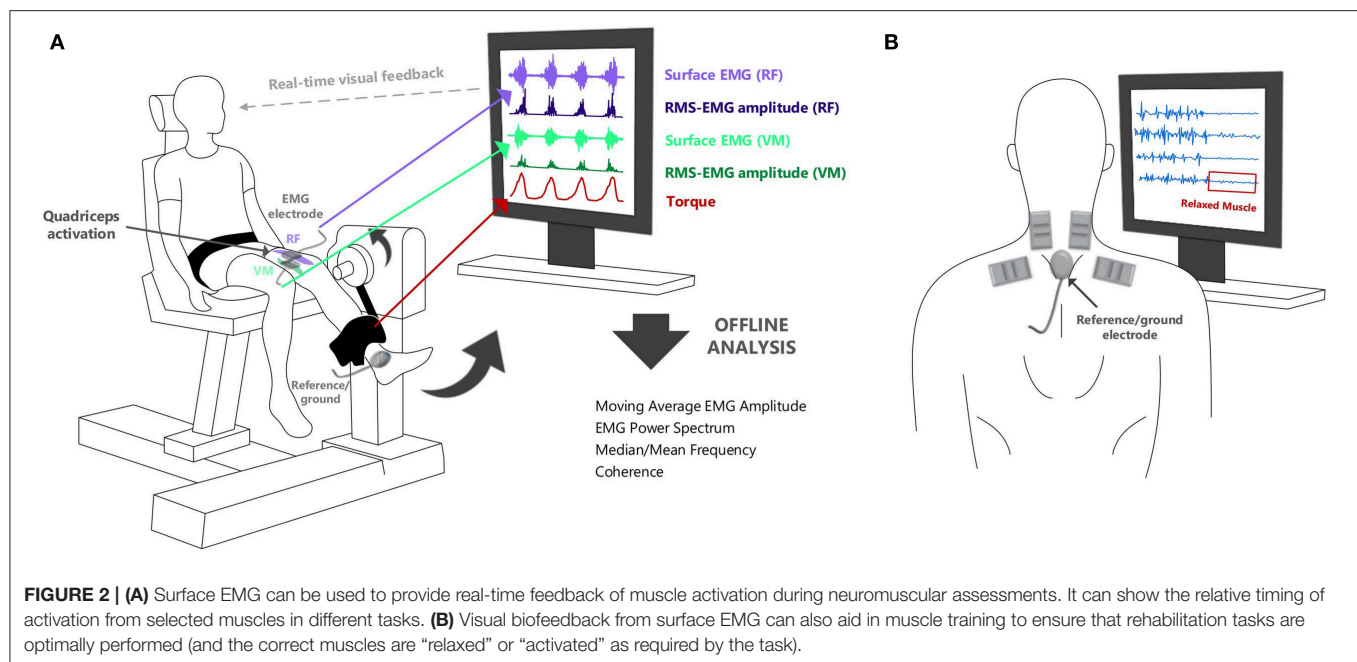 A
Real-time visual feedback
Surface EMG (RF)
RMS-EMG amplitude (RF)
Surface EMG (VM)
RMS-EMG amplitude (VM)
Torque
EMG
electrode
Quadriceps
activation
RF
VM
Reference/
ground
OFFLINE
ANALYSIS
Moving Average EMG Amplitude
EMG Power Spectrum
Median/Mean Frequency
Coherence
B
Relaxed Muscle
Reference/ground
electrode
FIGURE 2 | (A) Surface EMG can be used to provide real-time feedback of muscle activation during neuromuscular assessments. It can show the relative timing of
activation from selected muscles in different tasks. (B) Visual biofeedback from surface EMG can also aid in muscle training to ensure that rehabilitation tasks are
optimally performed (and the correct muscles are “relaxed” or “activated” as required by the task).